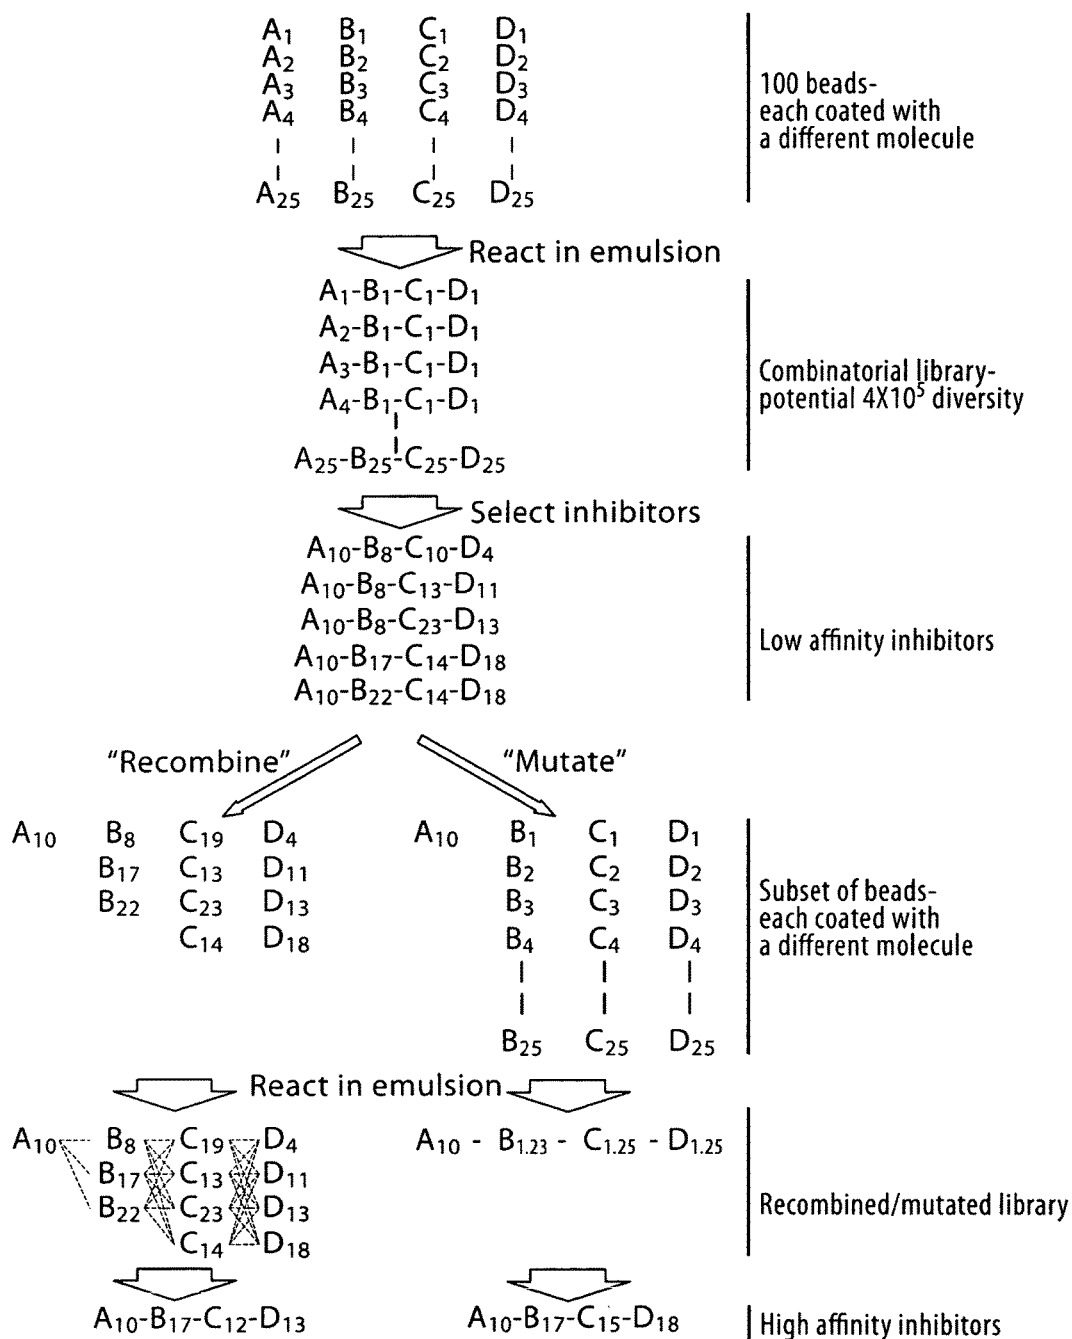 A₁ B₁ C₁ D₁
A₂ B₂ C₂ D₂
A₃ B₃ C₃ D₃
A₄ B₄ C₄ D₄
A₂₅ B₂₅ C₂₅ D₂₅
100 beads-
each coated with
a different molecule
React in emulsion
A₁-B₁-C₁-D₁
A₂-B₁-C₁-D₁
A₃-B₁-C₁-D₁
A₄-B₁-C₁-D₁
A₂₅-B₂₅-C₂₅-D₂₅
Combinatorial library-
potential 4X10⁵ diversity
Select inhibitors
A₁₀-B₈-C₁₀-D₄
A₁₀-B₈-C₁₃-D₁₁
A₁₀-B₈-C₂₃-D₁₃
A₁₀-B₁₇-C₁₄-D₁₈
A₁₀-B₂₂-C₁₄-D₁₈
Low affinity inhibitors
“Recombine”
“Mutate”
A₁₀ B₈ C₁₉ D₄
B₁₇ C₁₃ D₁₁
B₂₂ C₂₃ D₁₃
C₁₄ D₁₈
A₁₀ B₁ C₁ D₁
B₂ C₂ D₂
B₃ C₃ D₃
B₄ C₄ D₄
B₂₅ C₂₅ D₂₅
Subset of beads-
each coated with
a different molecule
React in emulsion
A₁₀ B₈ C₁₉ D₄
B₁₇ C₁₃ D₁₁
B₂₂ C₂₃ D₁₃
C₁₄ D₁₈
A₁₀ - B₁.₂₃ - C₁.₂₅ - D₁.₂₅
Recombined/mutated library
A₁₀-B₁₇-C₁₂-D₁₃
A₁₀-B₁₇-C₁₅-D₁₈
High affinity inhibitors